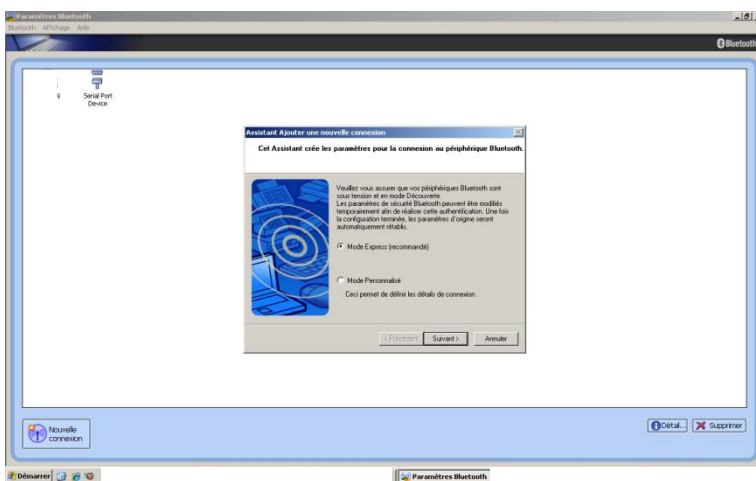 Paramètres Bluetooth
Bluetooth Affichage Aide
Bluetooth
Serial Port
Device
Assistant Ajouter une nouvelle connexion
Cet Assistant crée les paramètres pour la connexion au périphérique Bluetooth.
Veuillez vous assurer que vos périphériques Bluetooth sont
sous tension et en mode Découverte.
Les paramètres de sécurité Bluetooth peuvent être modifiés
temporairement afin de réaliser cette authentification. Une fois
la configuration terminée, les paramètres d'origine seront
automatiquement rétablis.
Mode Express (recommandé)
Mode Personnalisé
Ceci permet de définir les détails de connexion.
< Précédent Suivant > Annuler
Nouvelle
connexion
Détail... Supprimer
Démarrer Paramètres Bluetooth